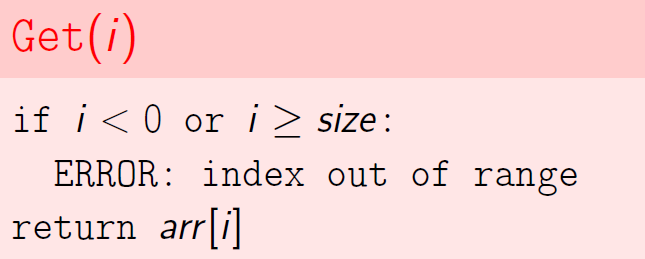 Get(i)
if i < 0 or i ≥ size:
ERROR: index out of range
return arr[i]